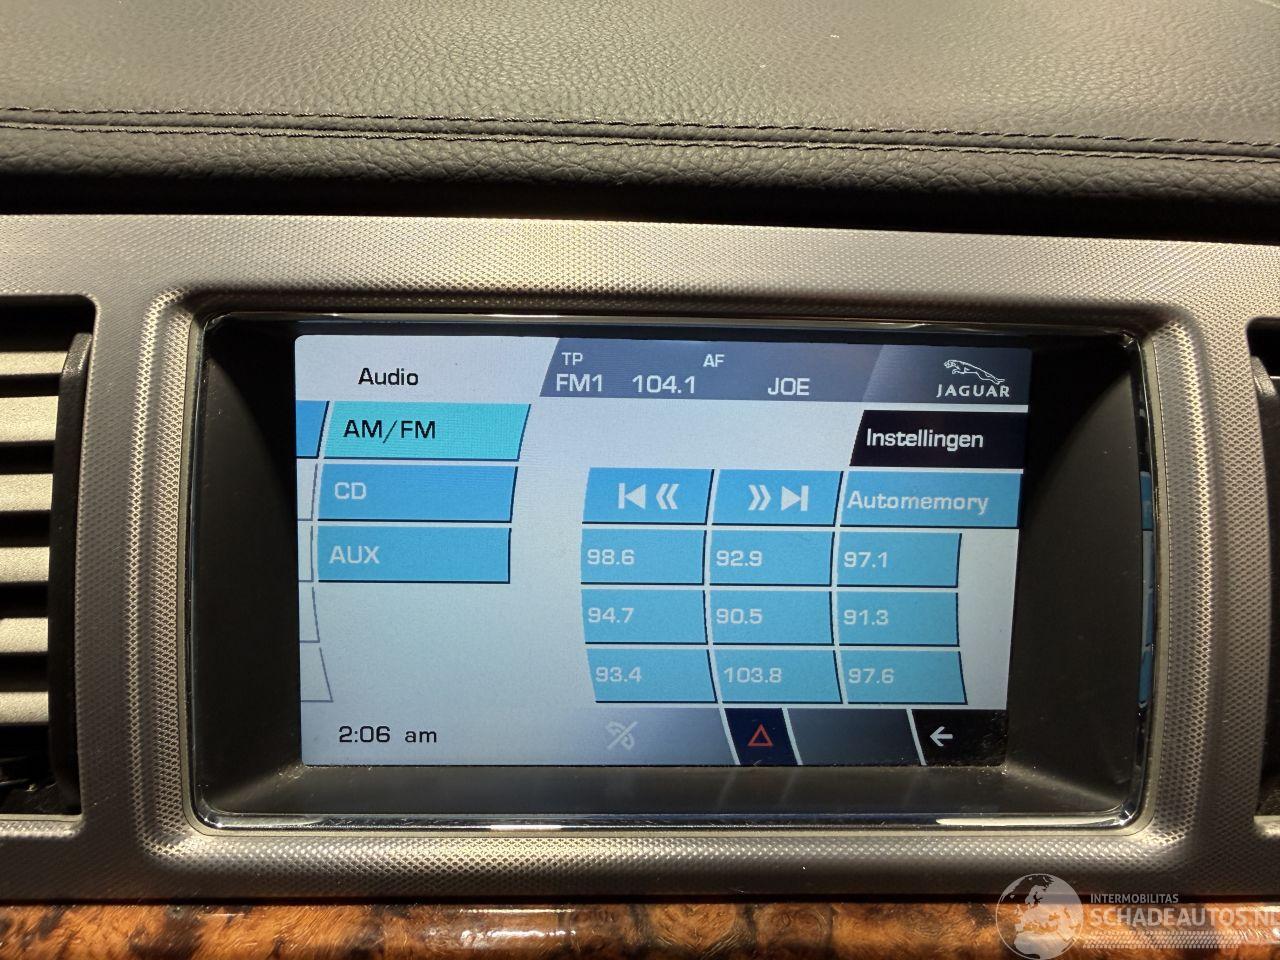 Audio
TP AF
FM1 104.1 JOE
JAGUAR
AM/FM
Instellingen
CD
Automemory
AUX
98.6 92.9 97.1
94.7 90.5 91.3
93.4 103.8 97.6
2:06 am
INTERMOBILITAS
SCHADEAUTOS.NL